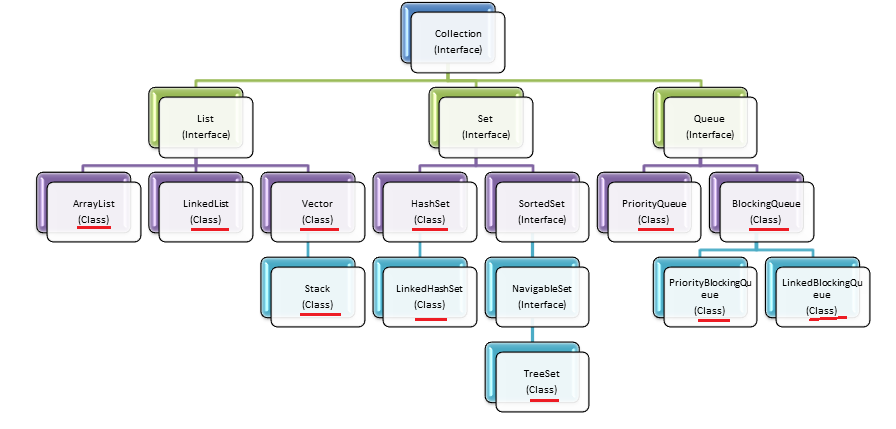 Collection
(Interface)
List
(Interface)
Set
(Interface)
Queue
(Interface)
ArrayList
(Class)
LinkedList
(Class)
Vector
(Class)
HashSet
(Class)
SortedSet
(Interface)
PriorityQueue
(Class)
BlockingQueue
(Class)
Stack
(Class)
LinkedHashSet
(Class)
NavigableSet
(Interface)
PriorityBlockingQu
eue
(Class)
LinkedBlockingQu
eue
(Class)
TreeSet
(Class)